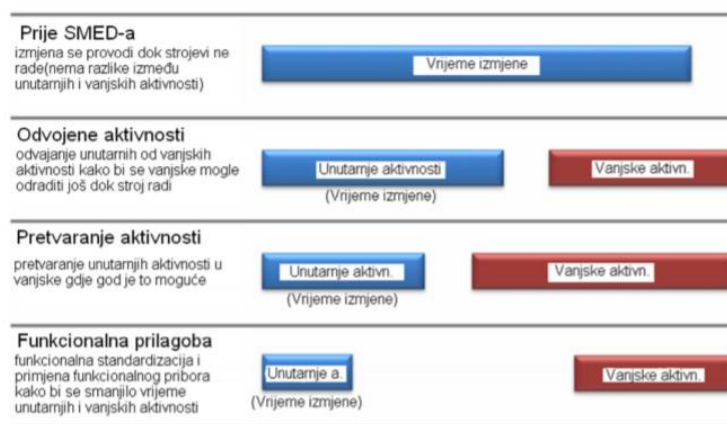 Prije SMED-a
izmjena se provodi dok strojevi ne
rade(nema razlike između
unutarnjih i vanjskih aktivnosti)
Vrijeme izmjene
Odvojene aktivnosti
odvajanje unutarnih od vanjskih
aktivnosti kako bi se vanjske mogle
odraditi još dok stroj radi
Unutarnje aktivnosti
(Vrijeme izmjene)
Vanjske aktivn.
Pretvaranje aktivnosti
pretvaranje unutarnjih aktivnosti u
vanjske gdje god je to moguće
Unutarnje aktivn.
(Vrijeme izmjene)
Vanjske aktivn.
Funkcionalna prilagoba
funkcionalna standardizacija i
primjena funkcionalnog pribora
kako bi se smanjilo vrijeme
unutarnjih i vanjskih aktivnosti
Unutarnje a.
(Vrijeme izmjene)
Vanjske aktivn.